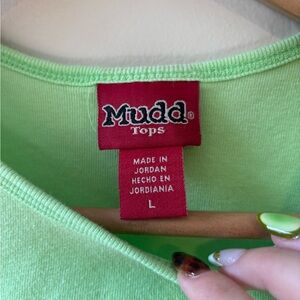 Mudd®
Tops
MADE IN
JORDAN
HECHO EN
JORDIANIA
L